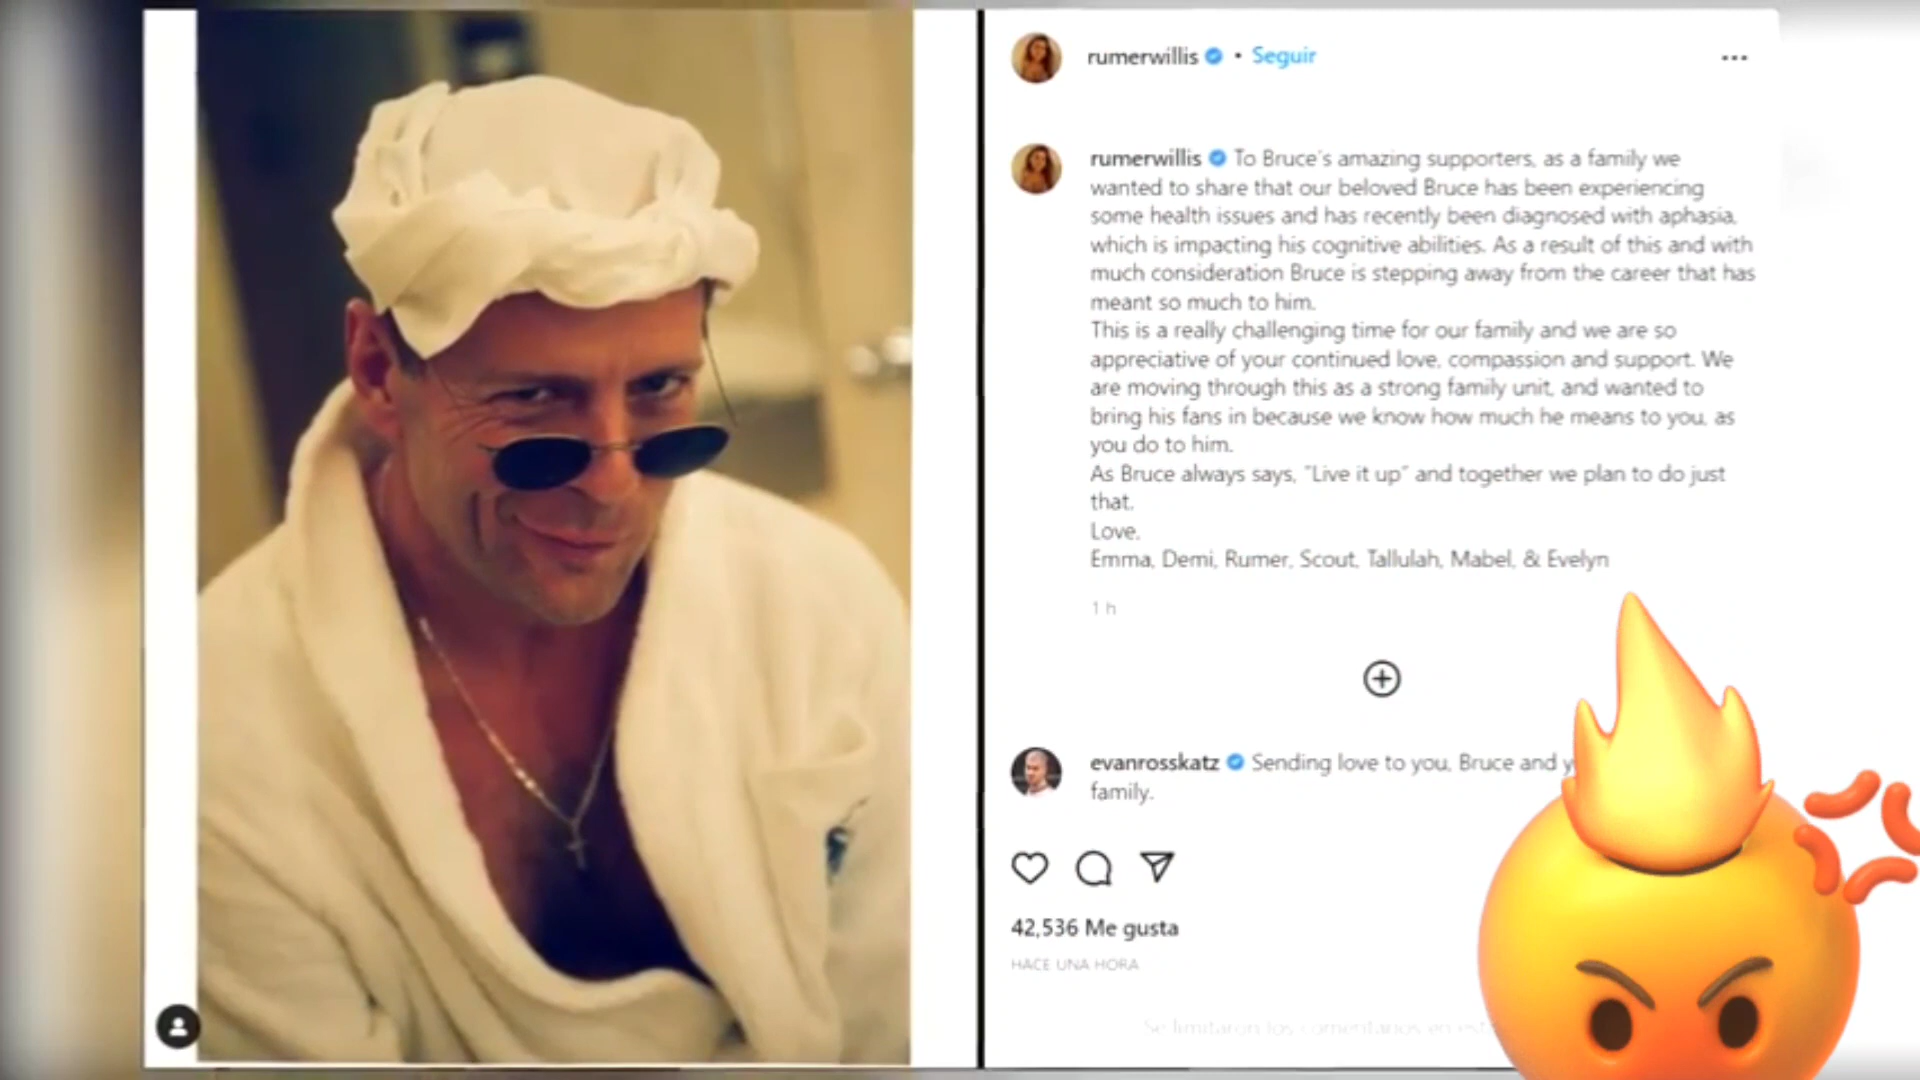 rumerwillis • Seguir
rumerwillis To Bruce's amazing supporters, as a family we
wanted to share that our beloved Bruce has been experiencing
some health issues and has recently been diagnosed with aphasia,
which is impacting his cognitive abilities. As a result of this and with
much consideration Bruce is stepping away from the career that has
meant so much to him.
This is a really challenging time for our family and we are so
appreciative of your continued love, compassion and support. We
are moving through this as a strong family unit, and wanted to
bring his fans in because we know how much he means to you, as
you do to him.
As Bruce always says, "Live it up" and together we plan to do just
that.
Love,
Emma, Demi, Rumer, Scout, Tallulah, Mabel, & Evelyn
1 h
evanrosskatz Sending love to you, Bruce and
family.
42,536 Me gusta
HACE UNA HORA
Se limitaron los comentarios en